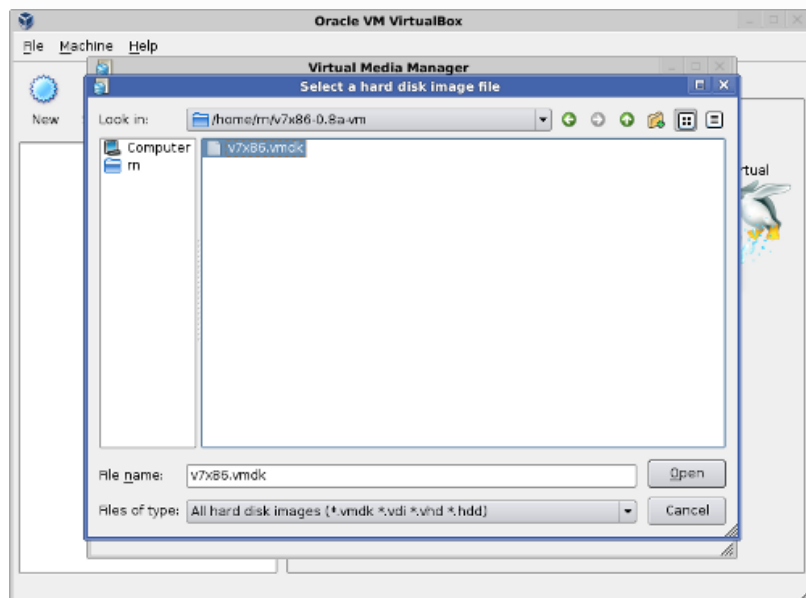 Oracle VM VirtualBox
File Machine Help
Virtual Media Manager
Select a hard disk image file
New
Look in: /home/rn/v7x86-0.8a-vm
Computer
rn
v7x86.vmdk
rtual
File name: v7x86.vmdk
Open
Files of type: All hard disk images (*.vmdk *.vdi *.vhd *.hdd)
Cancel